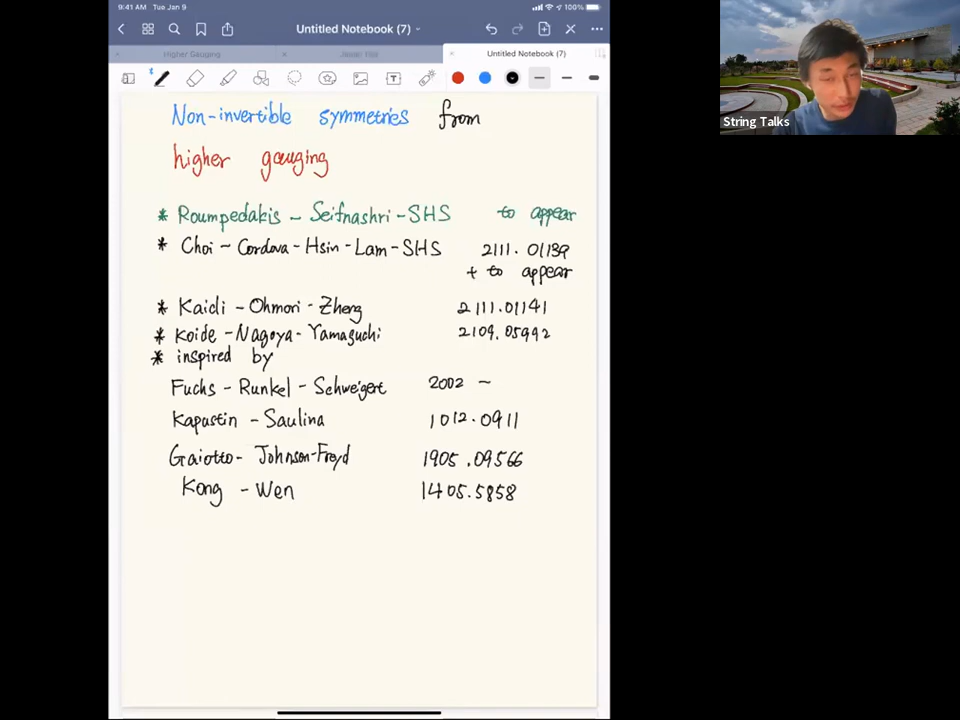 9:41 AM Tue Jan 9
100%
Untitled Notebook (7)
Higher Gauging
Untitled Notebook (7)
Non-invertible symmetries from
higher gauging
* Roumpedakis - Seifnashri - SHS to appear
* Choi - Cordova - Hsin - Lam - SHS 2111.01139
+ to appear
* Kaidi - Ohmori - Zheng 2111.01141
* Koide - Nagoya - Yamaguchi 2109.05992
* inspired by
Fuchs - Runkel - Schweigert 2002 ~
Kapustin - Saulina 1012.0911
Gaiotto - Johnson-Freyd 1905.09566
Kong - Wen 1405.5858
String Talks